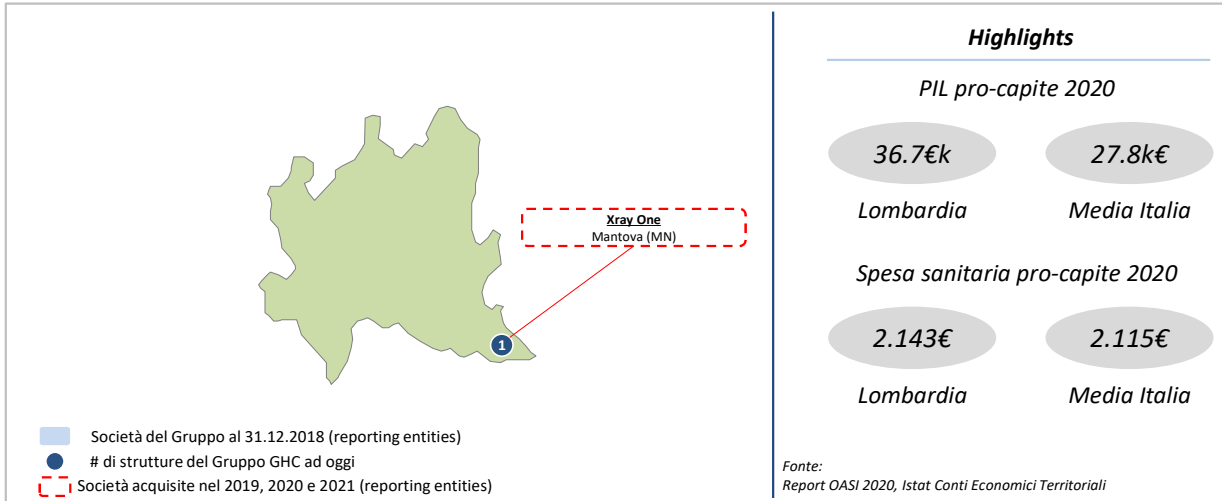 Xray One
Mantova (MN)
1
Società del Gruppo al 31.12.2018 (reporting entities)
# di strutture del Gruppo GHC ad oggi
Società acquisite nel 2019, 2020 e 2021 (reporting entities)
Highlights
PIL pro-capite 2020
36.7€k 27.8k€
Lombardia Media Italia
Spesa sanitaria pro-capite 2020
2.143€ 2.115€
Lombardia Media Italia
Fonte:
Report OASI 2020, Istat Conti Economici Territoriali